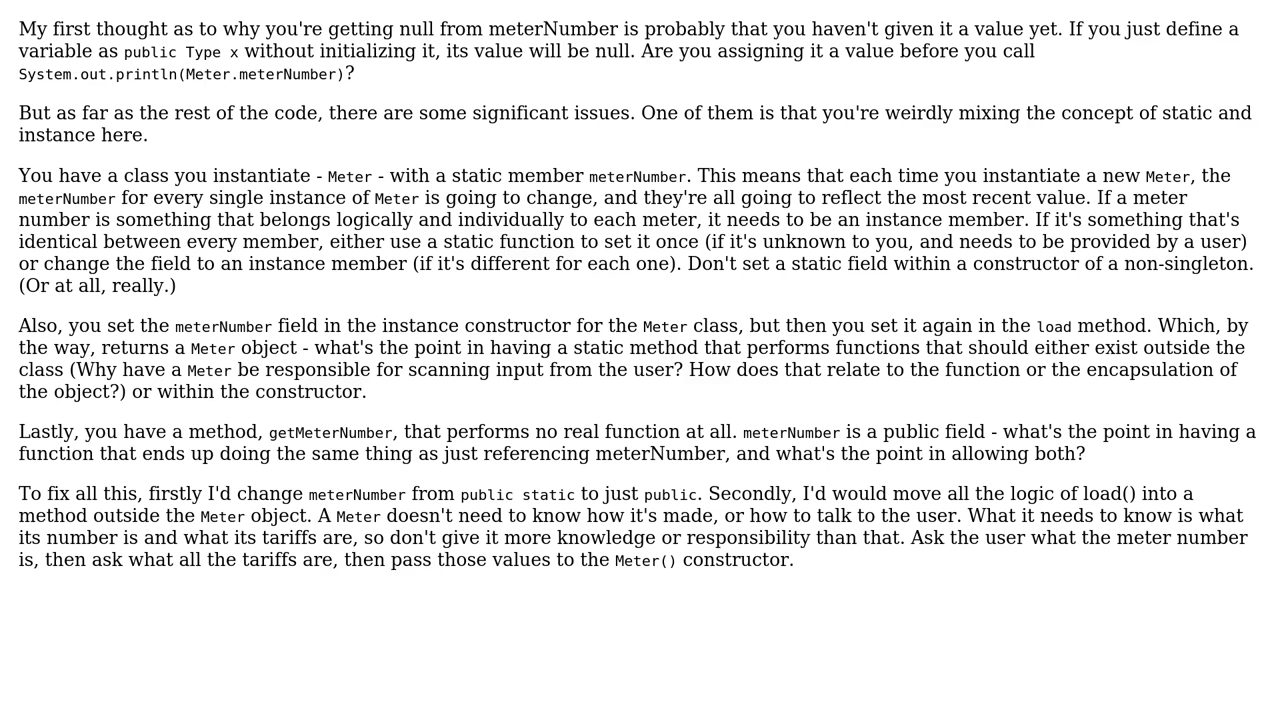 My first thought as to why you're getting null from meterNumber is probably that you haven't given it a value yet. If you just define a
variable as public Type x without initializing it, its value will be null. Are you assigning it a value before you call
System.out.println(Meter.meterNumber)?
But as far as the rest of the code, there are some significant issues. One of them is that you're weirdly mixing the concept of static and
instance here.
You have a class you instantiate - Meter - with a static member meterNumber. This means that each time you instantiate a new Meter, the
meterNumber for every single instance of Meter is going to change, and they're all going to reflect the most recent value. If a meter
number is something that belongs logically and individually to each meter, it needs to be an instance member. If it's something that's
identical between every member, either use a static function to set it once (if it's unknown to you, and needs to be provided by a user)
or change the field to an instance member (if it's different for each one). Don't set a static field within a constructor of a non-singleton.
(Or at all, really.)
Also, you set the meterNumber field in the instance constructor for the Meter class, but then you set it again in the load method. Which, by
the way, returns a Meter object - what's the point in having a static method that performs functions that should either exist outside the
class (Why have a Meter be responsible for scanning input from the user? How does that relate to the function or the encapsulation of
the object?) or within the constructor.
Lastly, you have a method, getMeterNumber, that performs no real function at all. meterNumber is a public field - what's the point in having a
function that ends up doing the same thing as just referencing meterNumber, and what's the point in allowing both?
To fix all this, firstly I'd change meterNumber from public static to just public. Secondly, I'd would move all the logic of load() into a
method outside the Meter object. A Meter doesn't need to know how it's made, or how to talk to the user. What it needs to know is what
its number is and what its tariffs are, so don't give it more knowledge or responsibility than that. Ask the user what the meter number
is, then ask what all the tariffs are, then pass those values to the Meter() constructor.